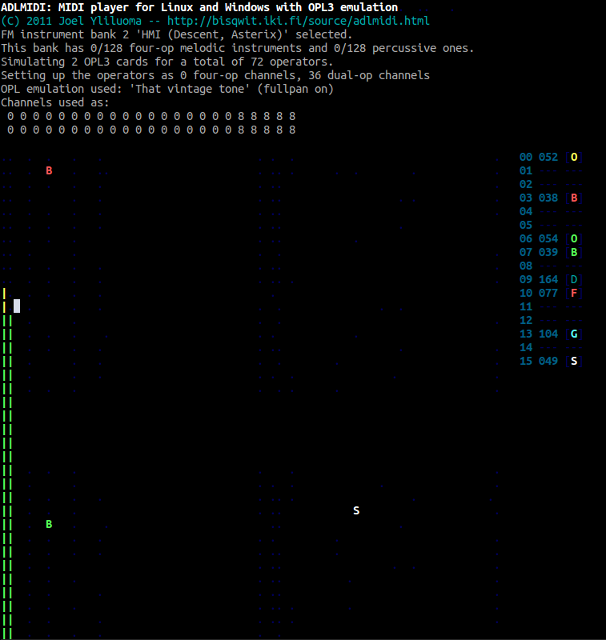 ADLMIDI: MIDI player for Linux and Windows with OPL3 emulation
(C) 2011 Joel Yliluoma -- http://bisqwit.iki.fi/source/adlmidi.html
FM instrument bank 2 'HMI (Descent, Asterix)' selected.
This bank has 0/128 four-op melodic instruments and 0/128 percussive ones.
Simulating 2 OPL3 cards for a total of 72 operators.
Setting up the operators as 0 four-op channels, 36 dual-op channels
OPL emulation used: 'That vintage tone' (fullpan on)
Channels used as:
0 0 0 0 0 0 0 0 0 0 0 0 0 0 0 0 0 0 8 8 8 8 8
0 0 0 0 0 0 0 0 0 0 0 0 0 0 0 0 0 0 8 8 8 8 8
00 052 [O]
B 01 --- ---
02 --- ---
03 038 [B]
04 --- ---
05 --- ---
06 054 [O]
07 039 [B]
08 --- ---
09 164 [D]
10 077 [F]
11 --- ---
12 --- ---
13 104 [G]
14 --- ---
15 049 [S]
S
B